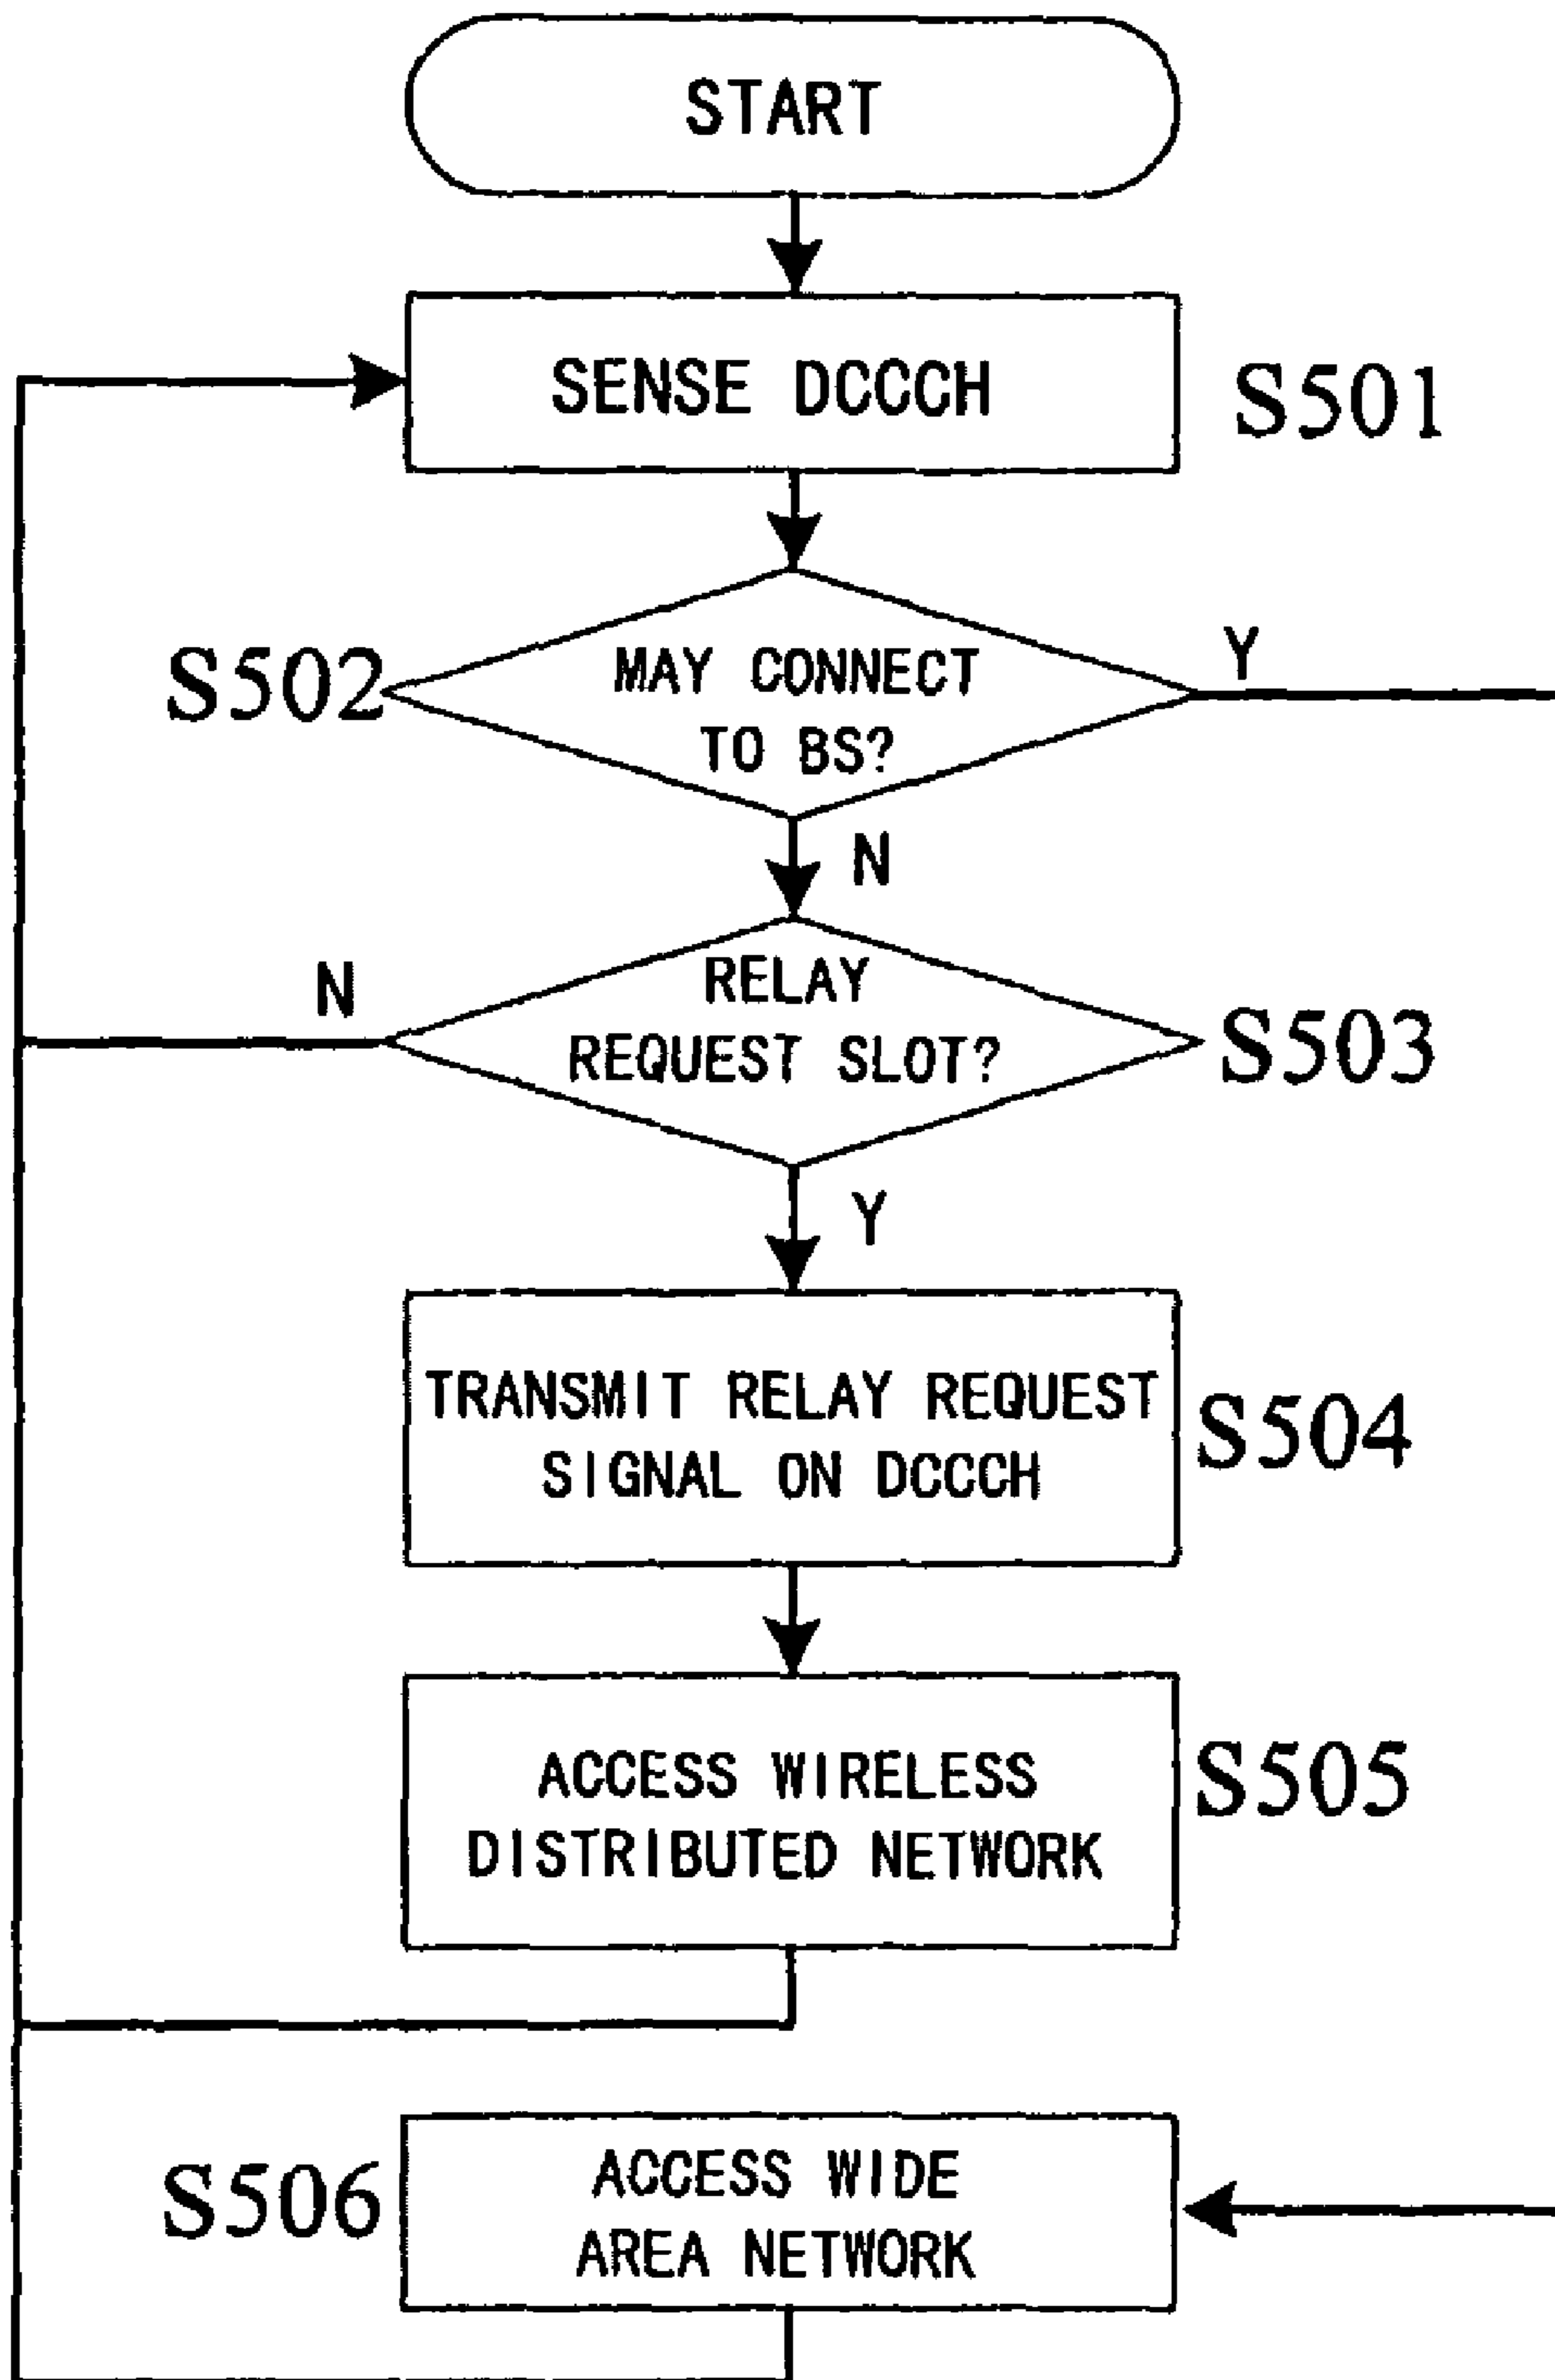 START
SENSE DCCCH
S501
S502
MAY CONNECT
TO BS?
Y
N
RELAY
REQUEST SLOT?
N
S503
Y
TRANSMIT RELAY REQUEST
SIGNAL ON DCCCH
S504
ACCESS WIRELESS
DISTRIBUTED NETWORK
S505
S506
ACCESS WIDE
AREA NETWORK